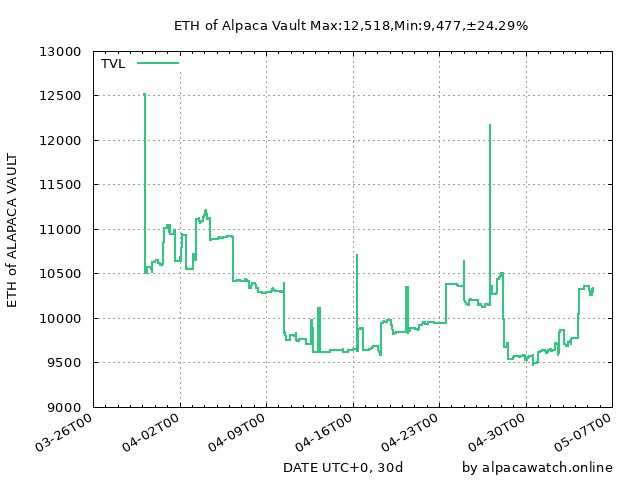 ETH of Alpaca Vault Max:12,518,Min:9,477,±24.29%
TVL
13000
12500
12000
11500
11000
10500
10000
9500
9000
ETH of ALAPACA VAULT
03-26T00
04-02T00
04-09T00
04-16T00
04-23T00
04-30T00
05-07T00
DATE UTC+0, 30d
by alpacawatch.online